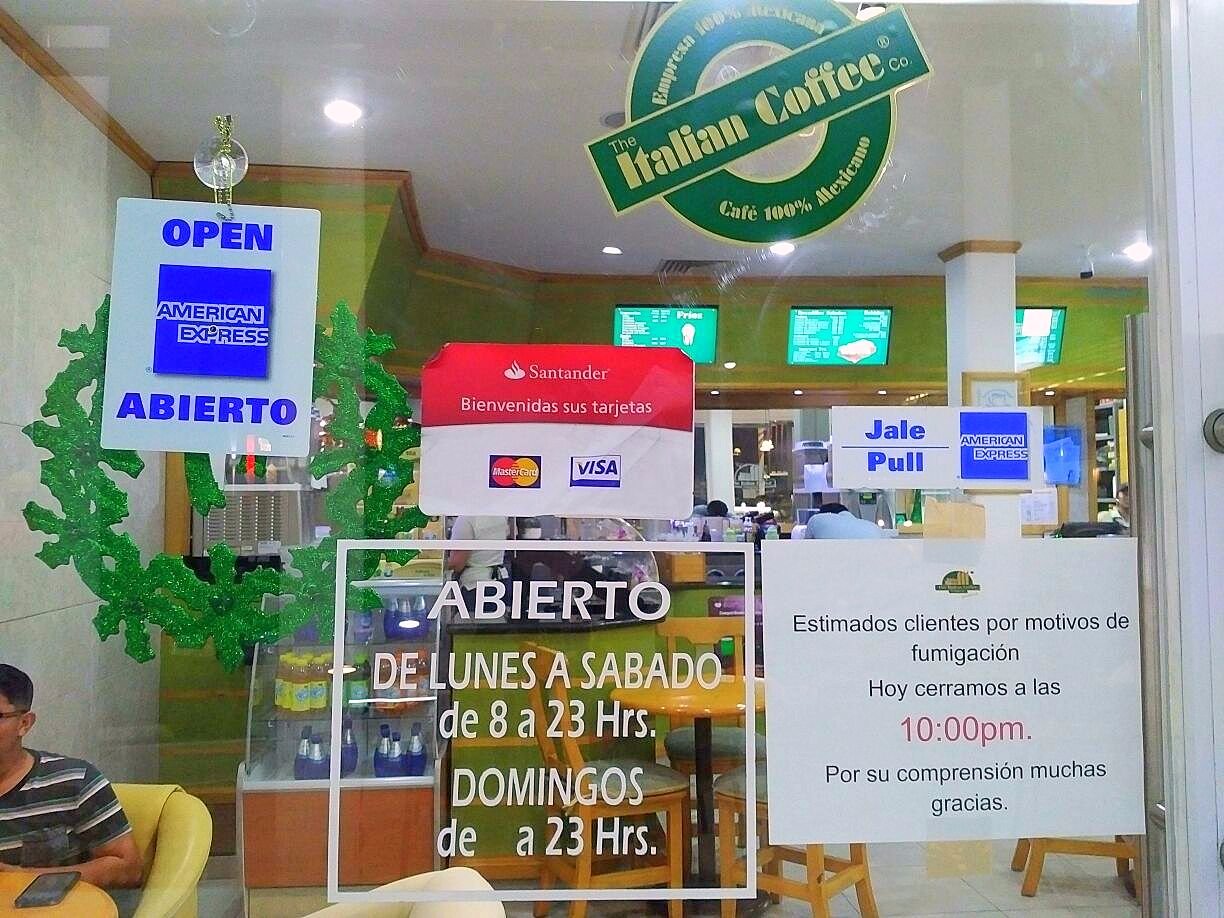 Empresa 100% Mexicana
The Italian Coffee® Co.
Café 100% Mexicano
OPEN
AMERICAN
EXPRESS
®
ABIERTO
Santander
Bienvenidas sus tarjetas
MasterCard
VISA
Jale
Pull
AMERICAN
EXPRESS
Fríos
ABIERTO
DE LUNES A SABADO
de 8 a 23 Hrs.
DOMINGOS
de a 23 Hrs.
Estimados clientes por motivos de
fumigación
Hoy cerramos a las
10:00pm.
Por su comprensión muchas
gracias.